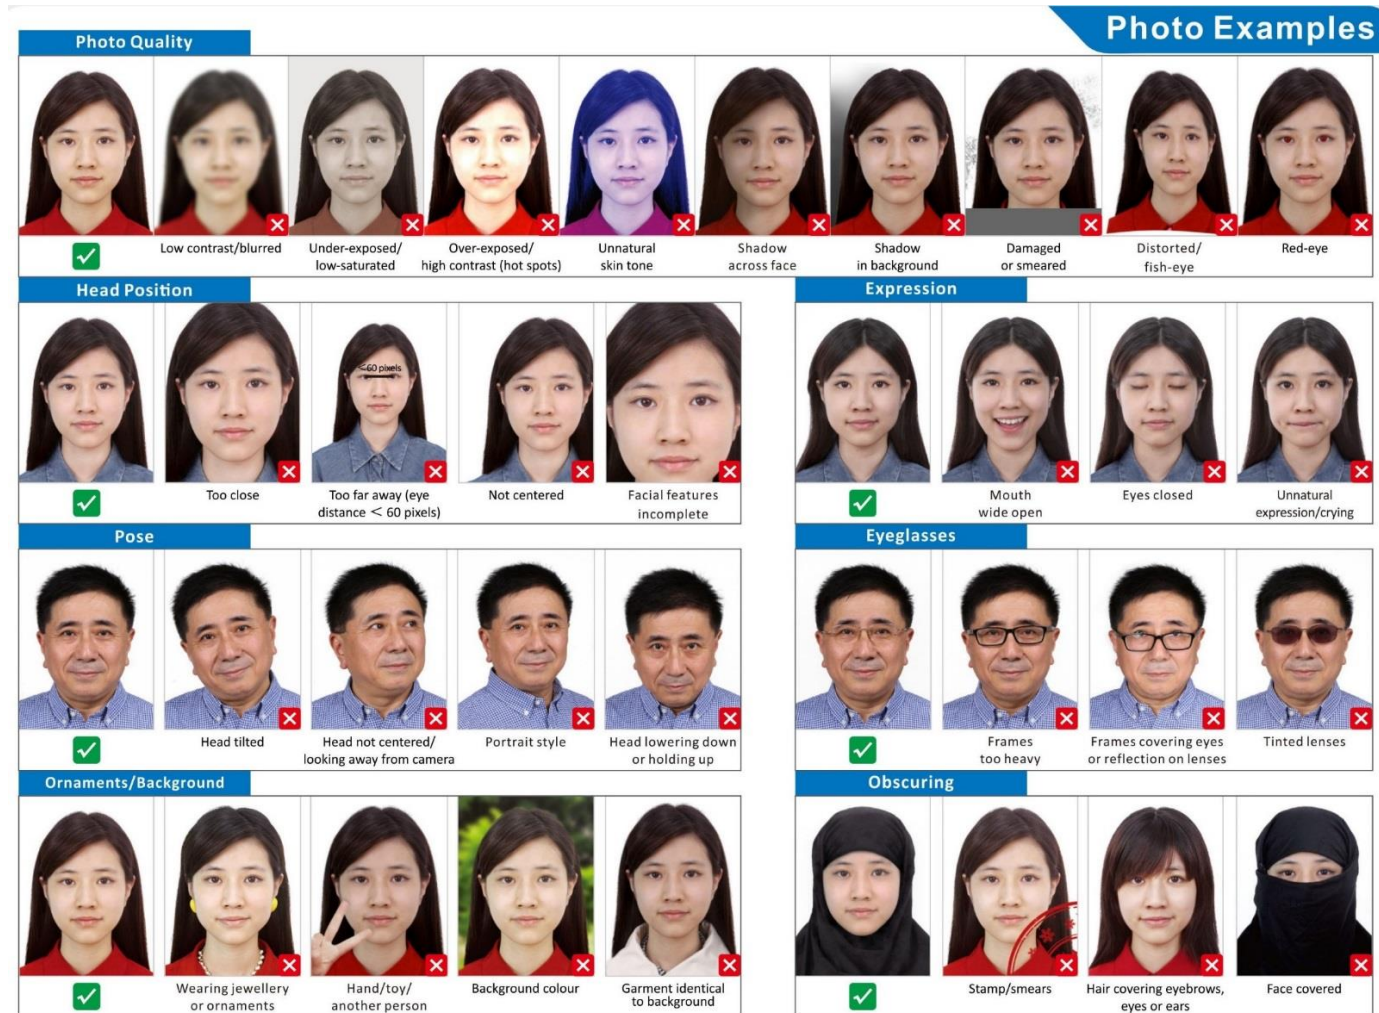 Photo Examples
Photo Quality
Low contrast/blurred
Under-exposed/
low-saturated
Over-exposed/
high contrast (hot spots)
Unnatural
skin tone
Shadow
across face
Shadow
in background
Damaged
or smeared
Distorted/
fish-eye
Red-eye
Head Position
<60 pixels
Too close
Too far away (eye
distance < 60 pixels)
Not centered
Facial features
incomplete
Expression
Mouth
wide open
Eyes closed
Unnatural
expression/crying
Pose
Head tilted
Head not centered/
looking away from camera
Portrait style
Head lowering down
or holding up
Eyeglasses
Frames
too heavy
Frames covering eyes
or reflection on lenses
Tinted lenses
Ornaments/Background
Wearing jewellery
or ornaments
Hand/toy/
another person
Background colour
Garment identical
to background
Obscuring
Stamp/smears
Hair covering eyebrows,
eyes or ears
Face covered